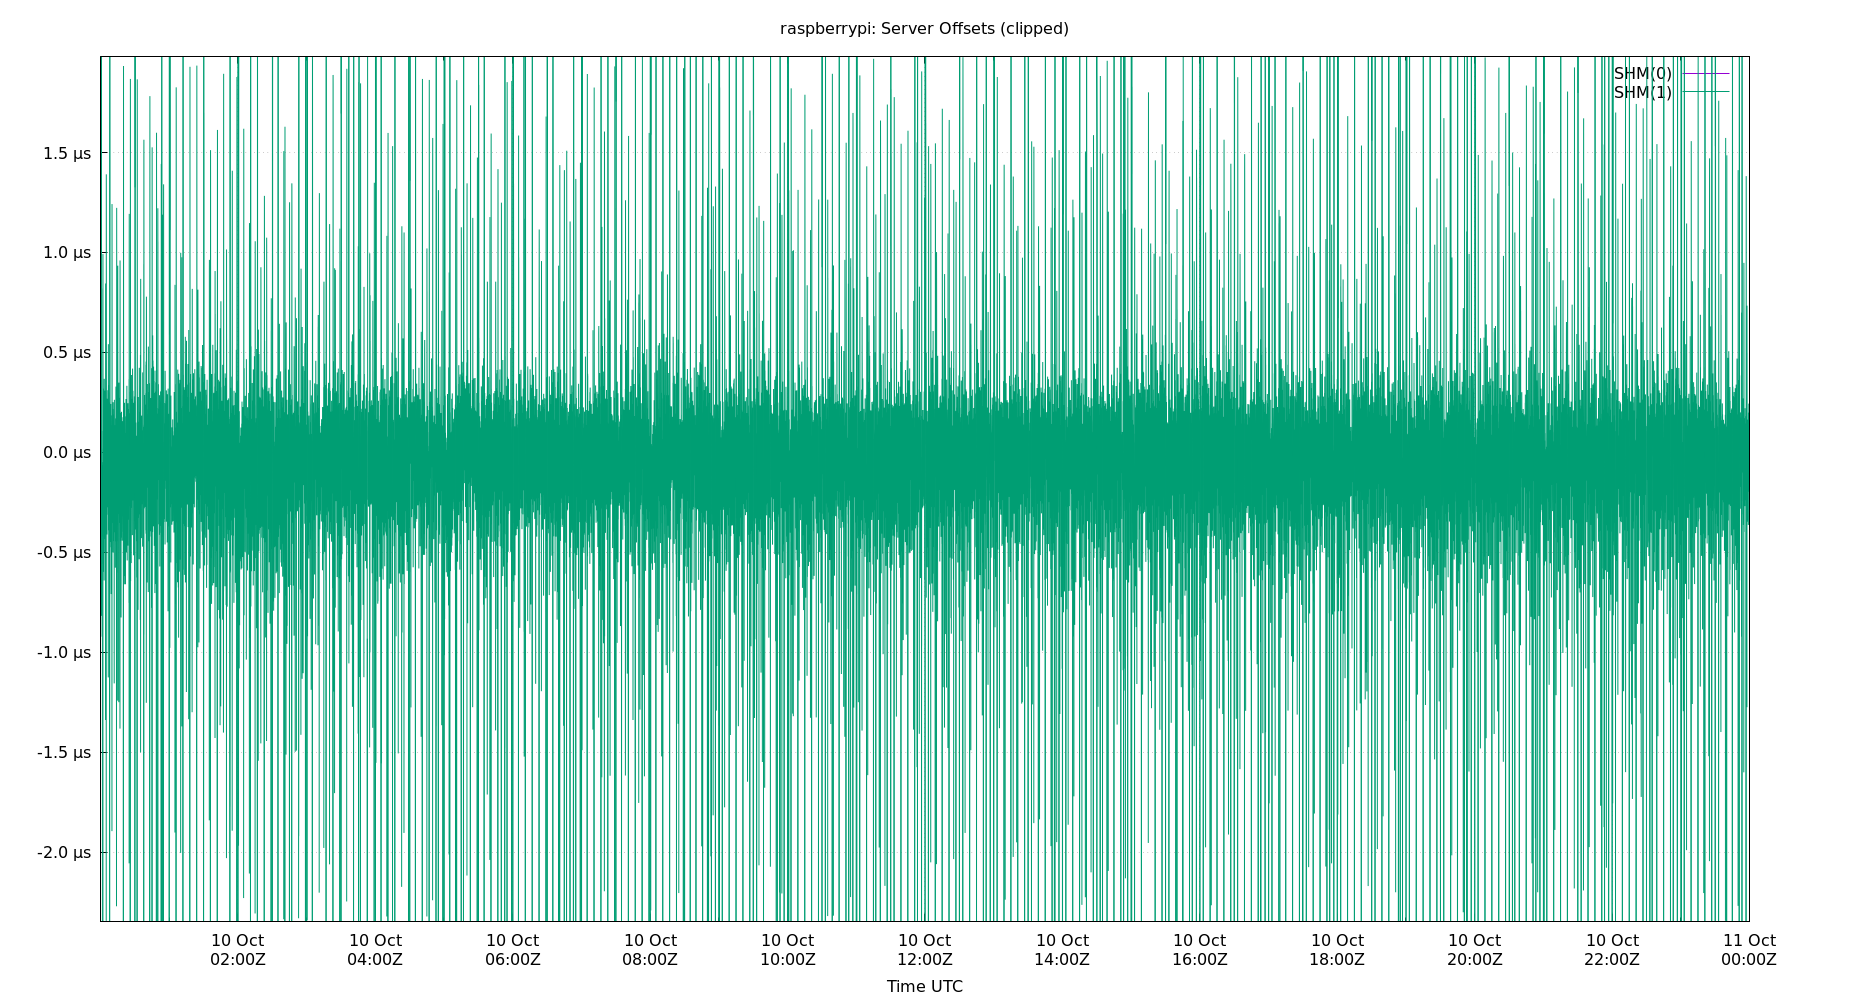 raspberrypi: Server Offsets (clipped)
SHM(0)
SHM(1)
1.5 µs
1.0 µs
0.5 µs
0.0 µs
-0.5 µs
-1.0 µs
-1.5 µs
-2.0 µs
10 Oct 10 Oct 10 Oct 10 Oct 10 Oct 10 Oct 10 Oct 10 Oct 10 Oct 10 Oct 10 Oct 11 Oct
02:00Z 04:00Z 06:00Z 08:00Z 10:00Z 12:00Z 14:00Z 16:00Z 18:00Z 20:00Z 22:00Z 00:00Z
Time UTC